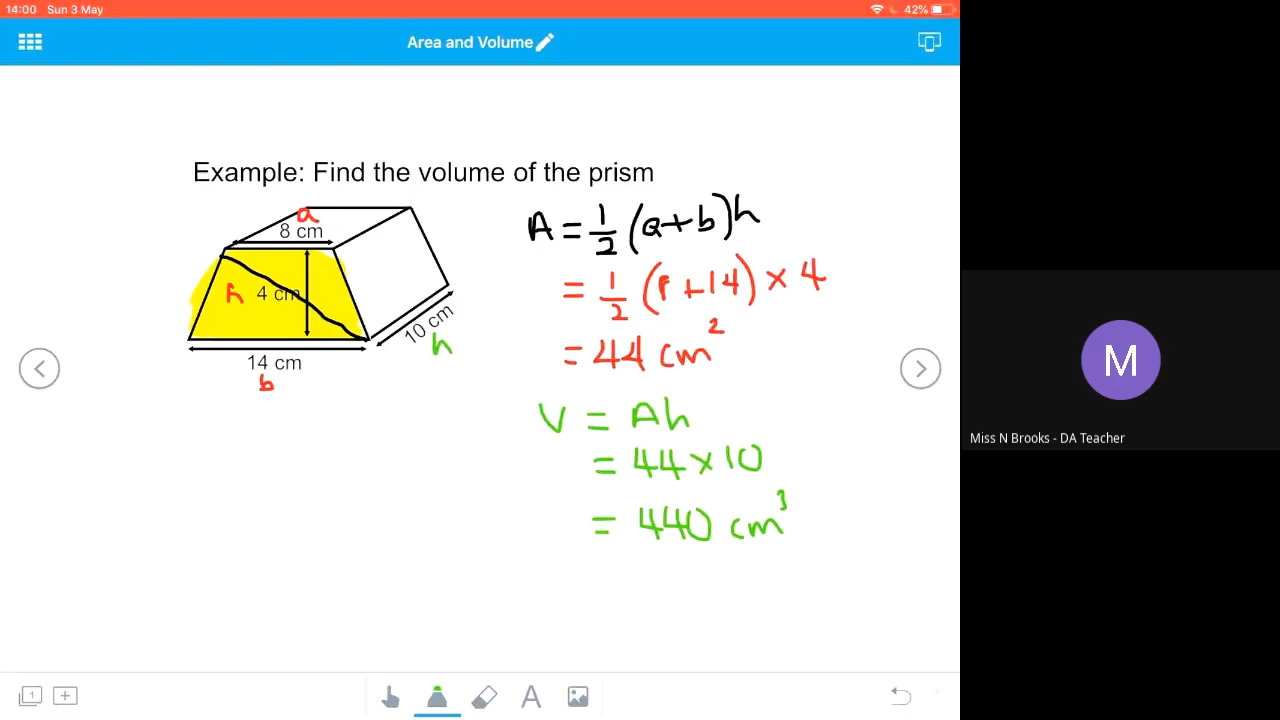 14:00 Sun 3 May 42%
Area and Volume
Example: Find the volume of the prism
a
8 cm
h 4 cm
10 cm
h
14 cm
b
A = 1/2 (a+b)h
= 1/2 (8+14) × 4
= 44 cm²
V = Ah
= 44 × 10
= 440 cm³
M
Miss N Brooks - DA Teacher
1
A